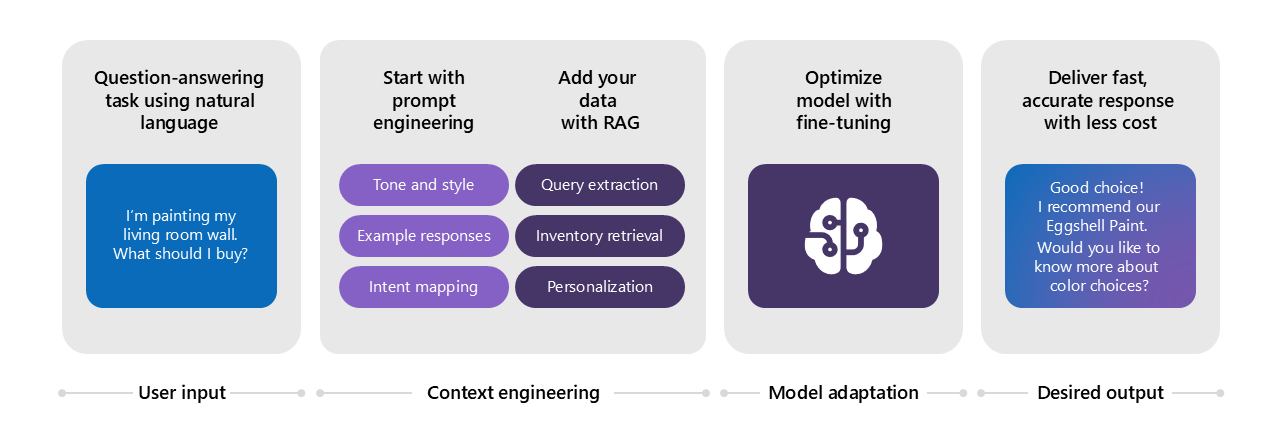 Question-answering
task using natural
language
I'm painting my
living room wall.
What should I buy?
User input
Start with
prompt
engineering
Tone and style
Example responses
Intent mapping
Add your
data
with RAG
Query extraction
Inventory retrieval
Personalization
Context engineering
Optimize
model with
fine-tuning
Model adaptation
Deliver fast,
accurate response
with less cost
Good choice!
I recommend our
Eggshell Paint.
Would you like to
know more about
color choices?
Desired output